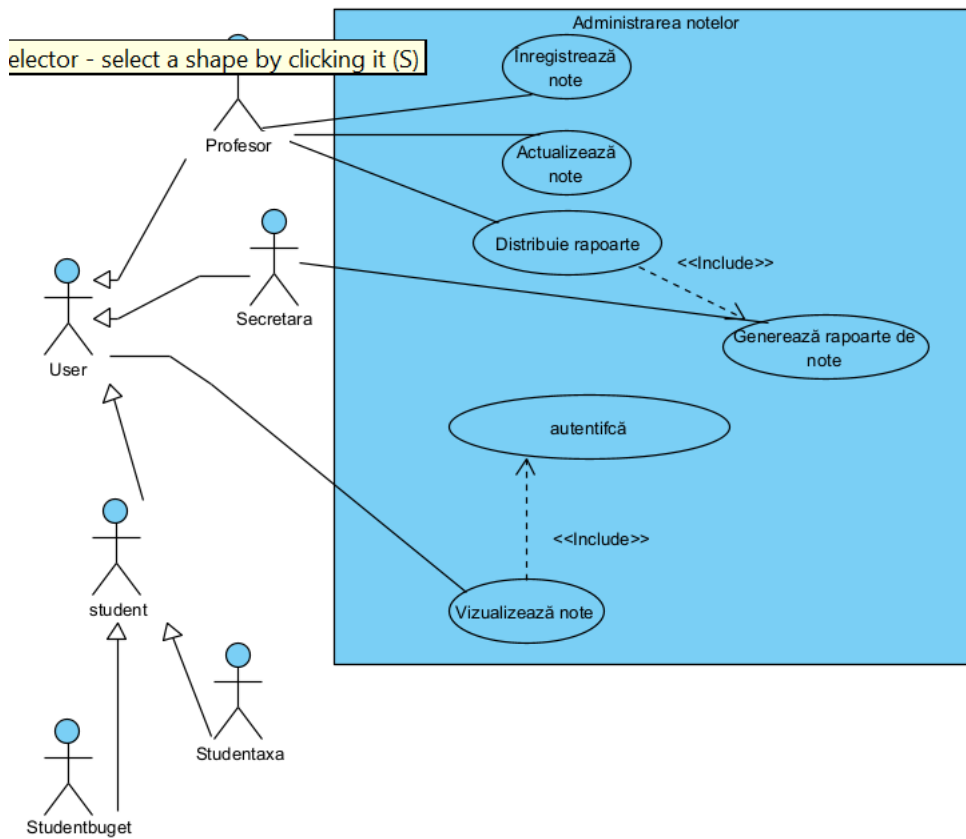 Administrarea notelor
elector - select a shape by clicking it (S)
Înregistrează
note
Profesor
Actualizează
note
Distribuie rapoarte
<<Include>>
Secretara
Generează rapoarte de
note
User
autentifcă
<<Include>>
student
Vizualizează note
Studentaxa
Studentbuget